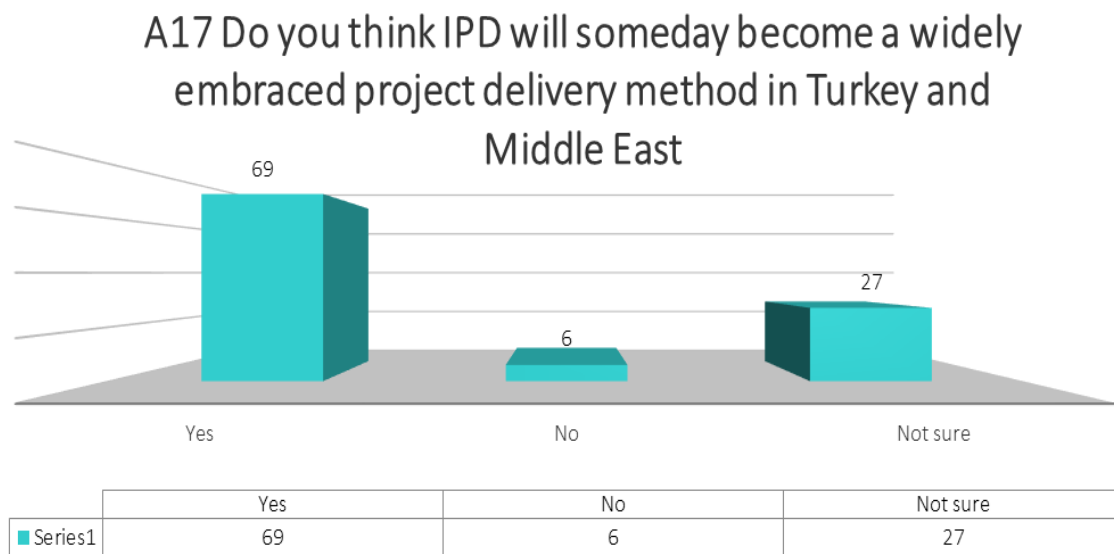 A17 Do you think IPD will someday become a widely
embraced project delivery method in Turkey and
Middle East
69
6
27
Yes No Not sure
Yes No Not sure
Series1 69 6 27